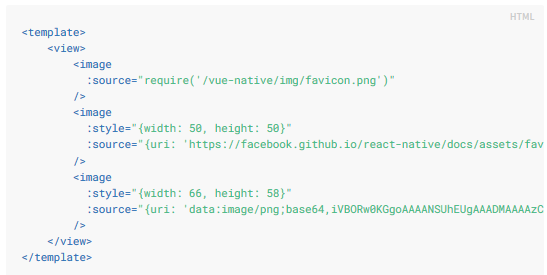 HTML
<template>
<view>
<image
:source="require('/vue-native/img/favicon.png')"
/>
<image
:style="{width: 50, height: 50}"
:source="{uri: 'https://facebook.github.io/react-native/docs/assets/fav
/>
<image
:style="{width: 66, height: 58}"
:source="{uri: 'data:image/png;base64,iVBORw0KGgoAAAANSUhEUgAAADMAAAAzC
/>
</view>
</template>